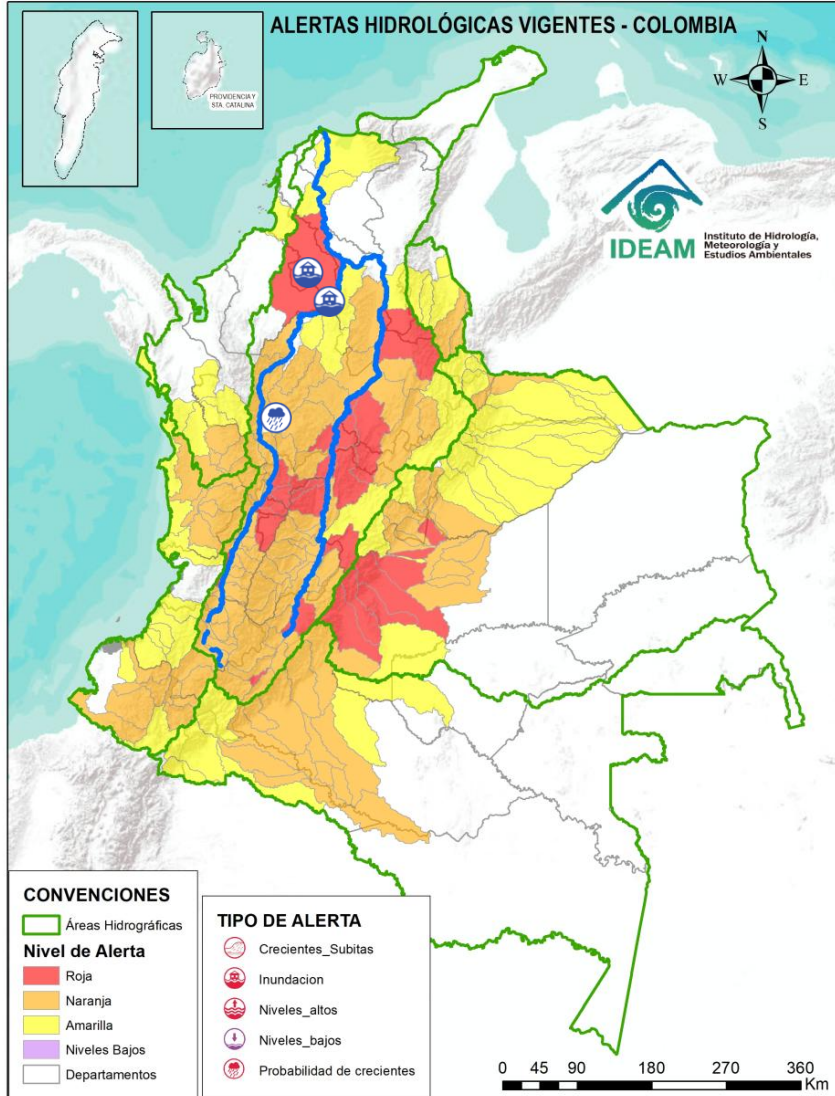 ALERTAS HIDROLÓGICAS VIGENTES - COLOMBIA
PROVIDENCIA Y
STA. CATALINA
N
W
E
S
IDEAM
Instituto de Hidrología,
Meteorología y
Estudios Ambientales
CONVENCIONES
Áreas Hidrográficas
Nivel de Alerta
Roja
Naranja
Amarilla
Niveles Bajos
Departamentos
TIPO DE ALERTA
Crecientes_Subitas
Inundacion
Niveles_altos
Niveles_bajos
Probabilidad de crecientes
0 45 90 180 270 360
Km